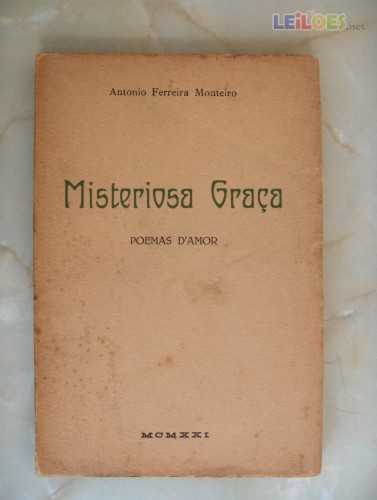 LEiLOES.net
Antonio Ferreira Monteiro
Misteriosa Graça
POEMAS D'AMOR
MCMXXI